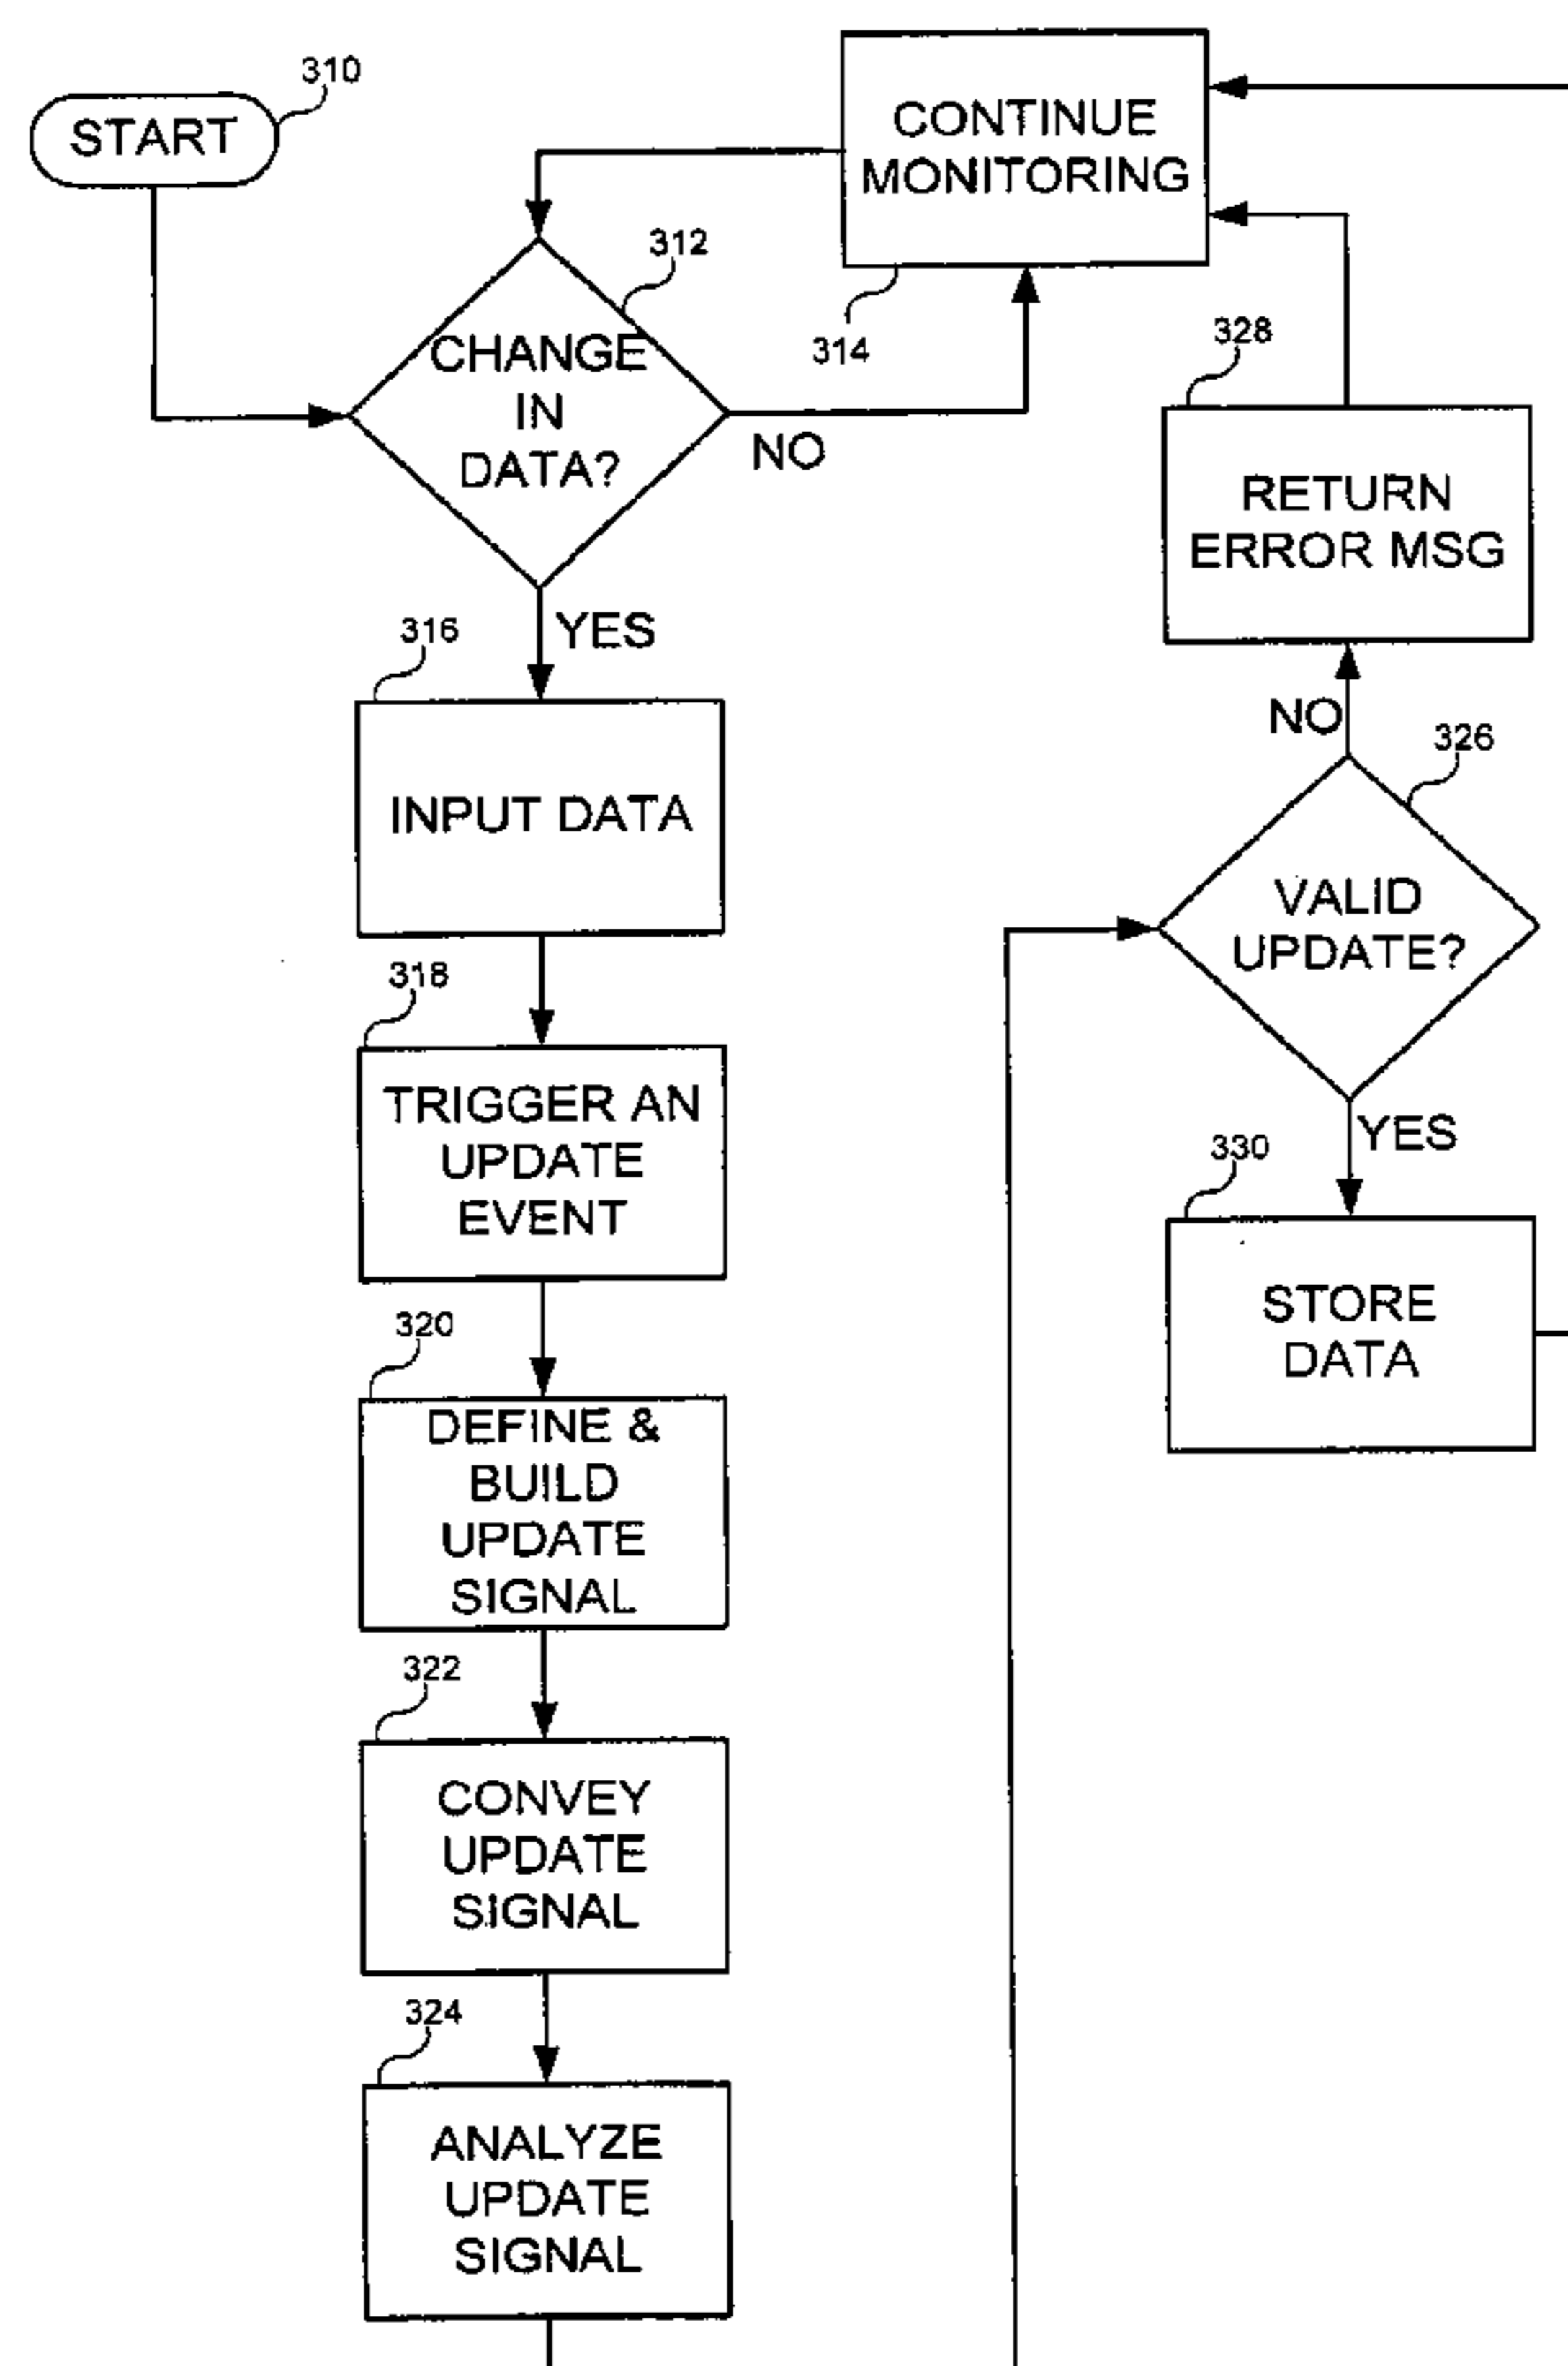 310
START
CONTINUE
MONITORING
314
312
CHANGE
IN
DATA?
NO
YES
316
INPUT DATA
318
TRIGGER AN
UPDATE
EVENT
320
DEFINE &
BUILD
UPDATE
SIGNAL
322
CONVEY
UPDATE
SIGNAL
324
ANALYZE
UPDATE
SIGNAL
328
RETURN
ERROR MSG
NO
326
VALID
UPDATE?
YES
330
STORE
DATA